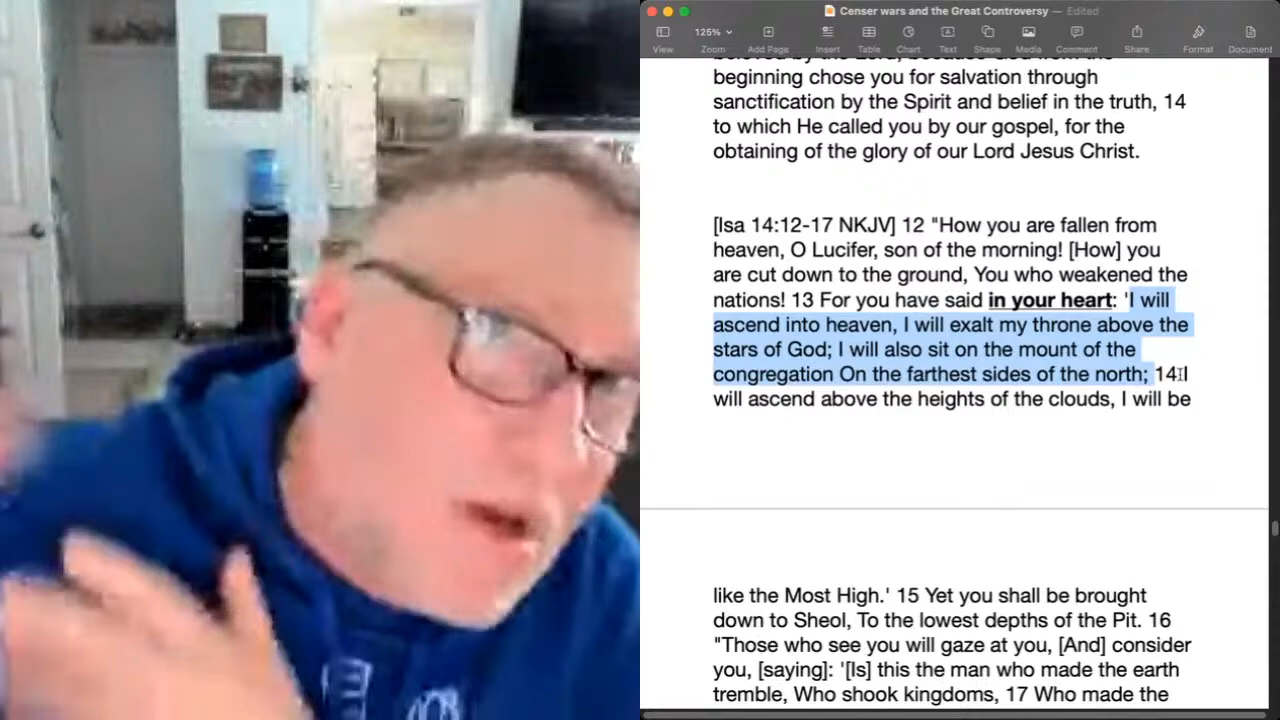 Censer wars and the Great Controversy — Edited
125%
View Zoom Add Page Insert Table Chart Text Shape Media Comment Share Format Document
beloved by the Lord, because God from the
beginning chose you for salvation through
sanctification by the Spirit and belief in the truth, 14
to which He called you by our gospel, for the
obtaining of the glory of our Lord Jesus Christ.
[Isa 14:12-17 NKJV] 12 "How you are fallen from
heaven, O Lucifer, son of the morning! [How] you
are cut down to the ground, You who weakened the
nations! 13 For you have said in your heart: 'I will
ascend into heaven, I will exalt my throne above the
stars of God; I will also sit on the mount of the
congregation On the farthest sides of the north; 14 I
will ascend above the heights of the clouds, I will be
like the Most High.' 15 Yet you shall be brought
down to Sheol, To the lowest depths of the Pit. 16
"Those who see you will gaze at you, [And] consider
you, [saying]: '[Is] this the man who made the earth
tremble, Who shook kingdoms, 17 Who made the